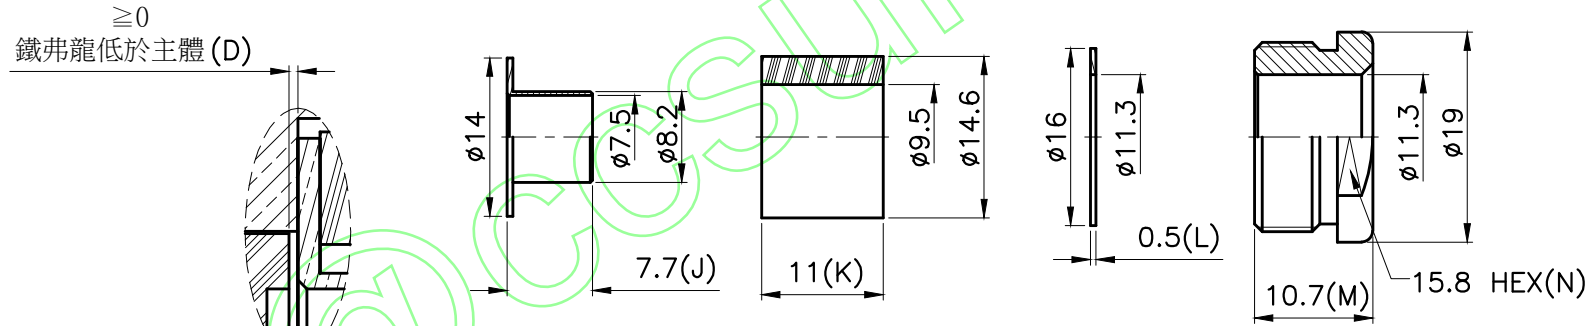 ≧0
鐵弗龍低於主體(D)
ø14
ø7.5
ø8.2
7.7(J)
ø9.5
ø14.6
11(K)
ø16
ø11.3
0.5(L)
ø11.3
ø19
15.8 HEX(N)
10.7(M)
@ccsur